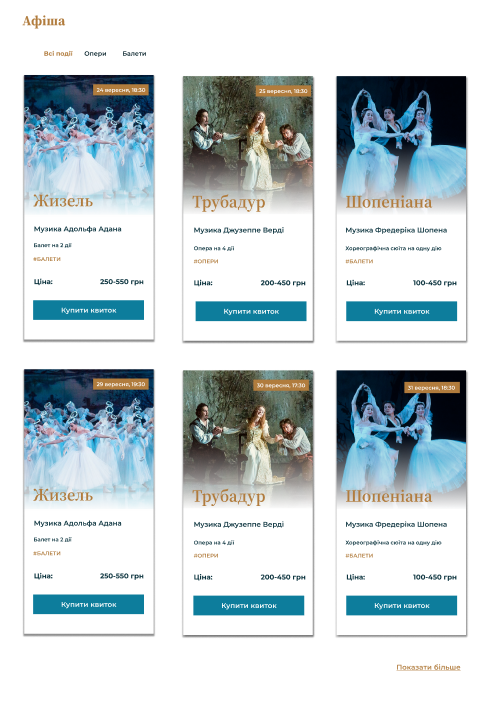 Афіша
Всі події Опери Балети
24 вересня, 18:30
Жизель
Музика Адольфа Адана
Балет на 2 дії
#БАЛЕТИ
Ціна: 250-550 грн
Купити квиток
25 вересня, 18:30
Трубадур
Музика Джузеппе Верді
Опера на 4 дії
#ОПЕРИ
Ціна: 200-450 грн
Купити квиток
Шопеніана
Музика Фредеріка Шопена
Хореографічна сюїта на одну дію
#БАЛЕТИ
Ціна: 100-450 грн
Купити квиток
29 вересня, 19:30
Жизель
Музика Адольфа Адана
Балет на 2 дії
#БАЛЕТИ
Ціна: 250-550 грн
Купити квиток
30 вересня, 17:30
Трубадур
Музика Джузеппе Верді
Опера на 4 дії
#ОПЕРИ
Ціна: 200-450 грн
Купити квиток
31 вересня, 18:30
Шопеніана
Музика Фредеріка Шопена
Хореографічна сюїта на одну дію
#БАЛЕТИ
Ціна: 100-450 грн
Купити квиток
Показати більше